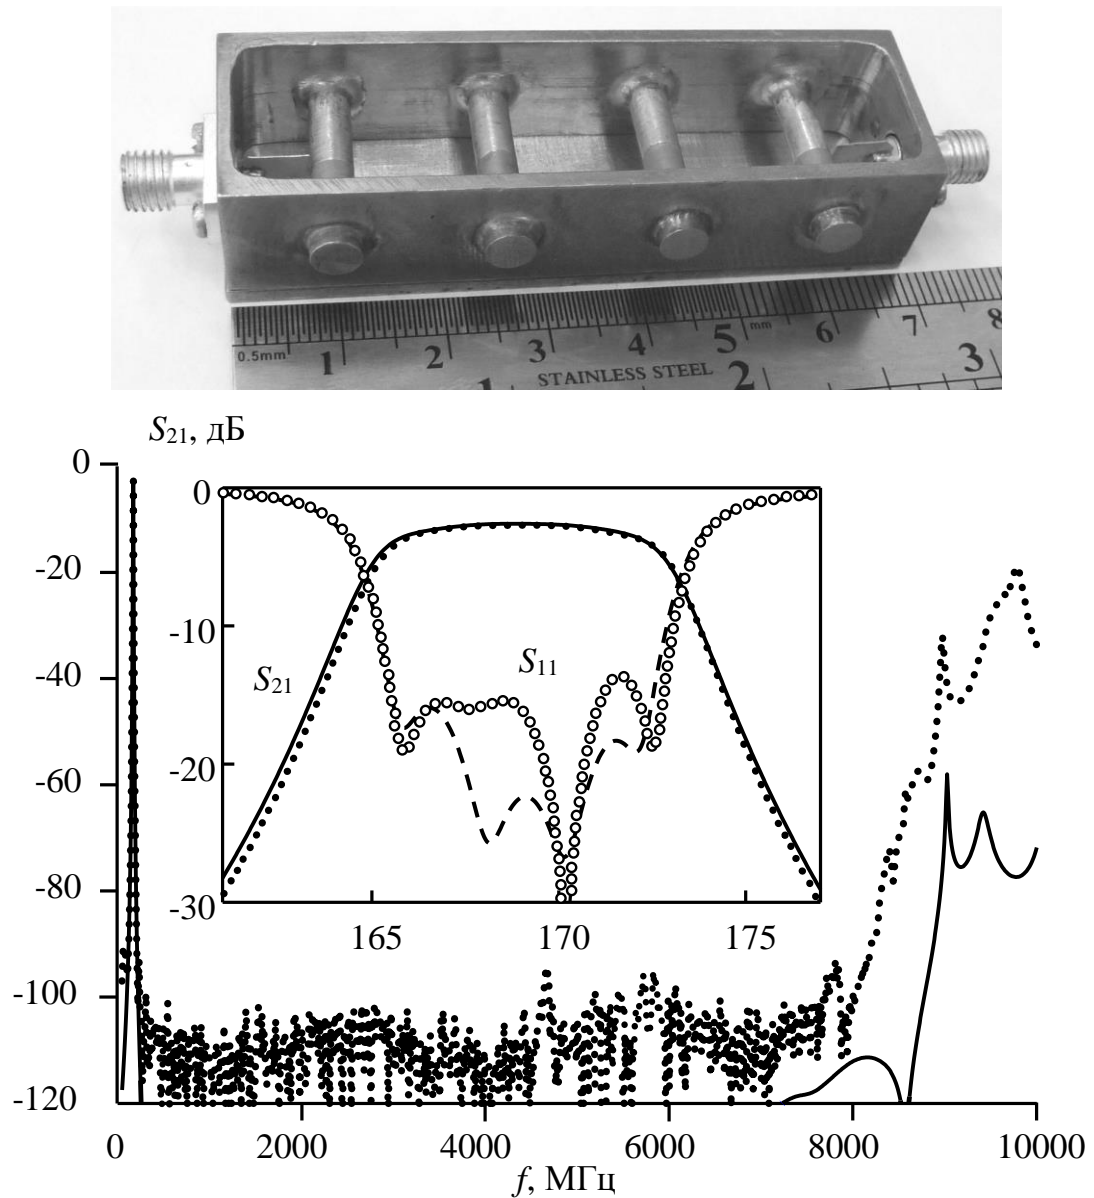 0.5mm 1 2 3 4 5 mm 6 7 8
STAINLESS STEEL
1 2 3
S21, дБ
0
-20
-40
-60
-80
-100
-120
0
-10
-20
-30
S21
S11
165 170 175
0 2000 4000 6000 8000 10000
f, МГц